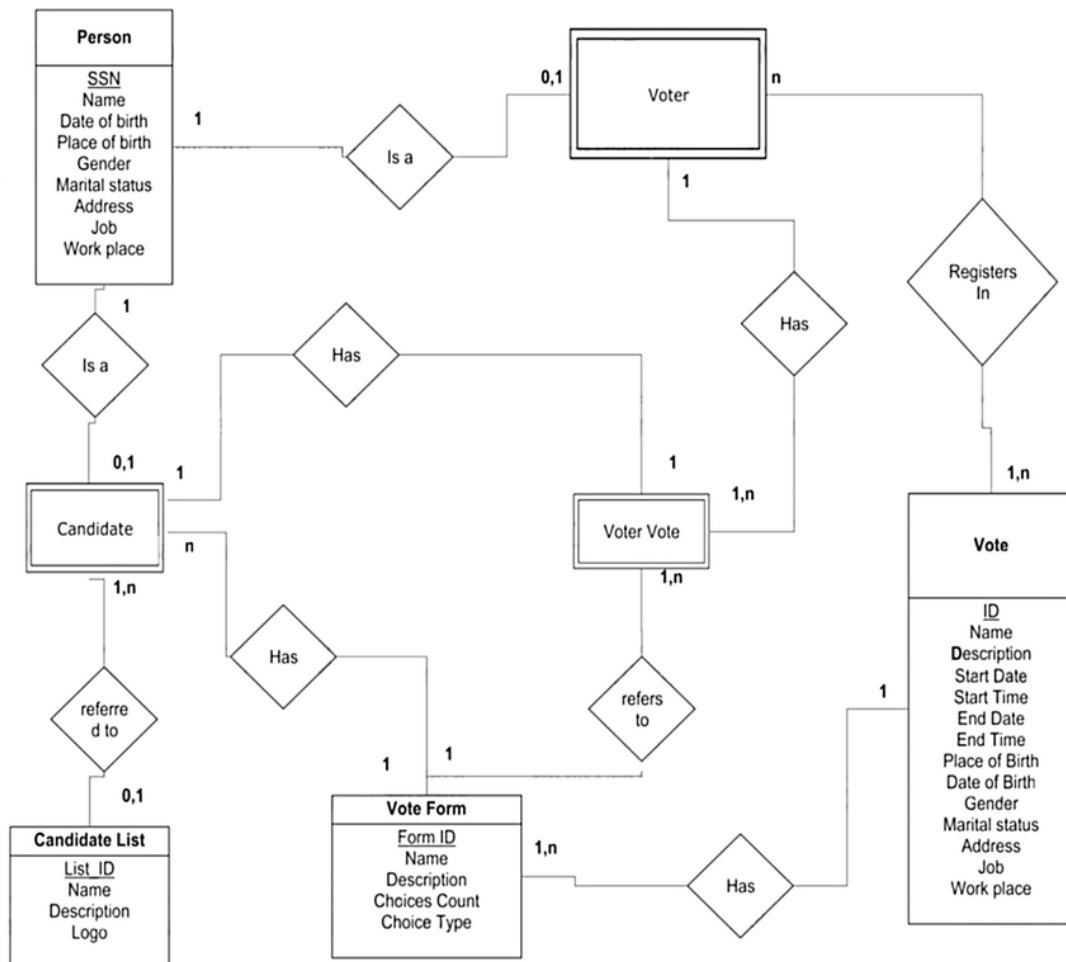 Person
SSN
Name
Date of birth
Place of birth
Gender
Marital status
Address
Job
Work place
1
Is a
0,1
Voter
n
1
Has
Registers
In
1
Is a
0,1
Has
1
1
1,n
1,n
Candidate
n
1,n
Voter Vote
1,n
Vote
ID
Name
Description
Start Date
Start Time
End Date
End Time
Place of Birth
Date of Birth
Gender
Marital status
Address
Job
Work place
Has
refers
to
1
referre
d to
0,1
1
1
Candidate List
List_ID
Name
Description
Logo
Vote Form
Form ID
Name
Description
Choices Count
Choice Type
1,n
Has